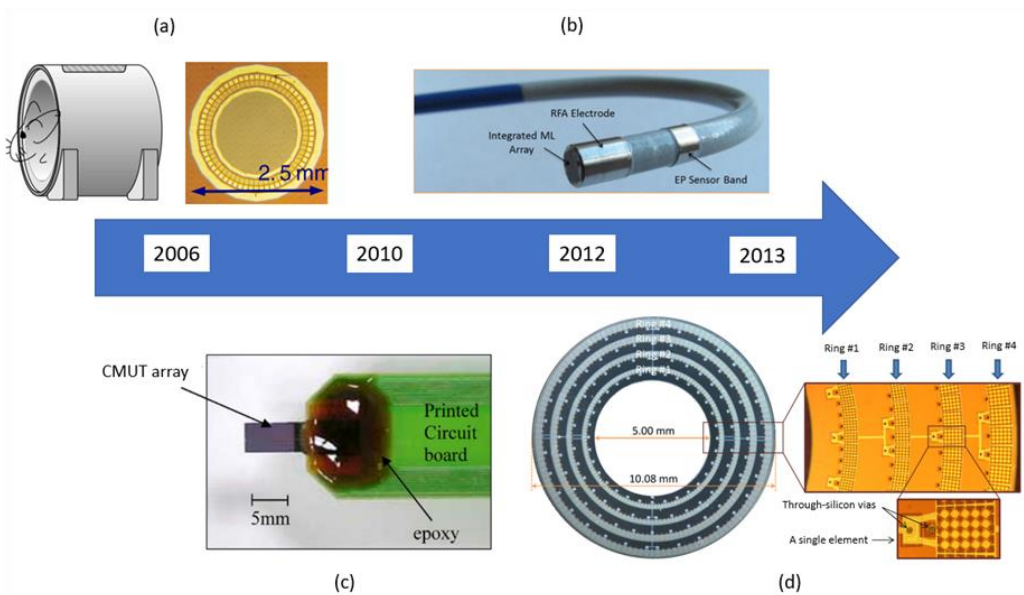 (a)
(b)
2.5 mm
RFA Electrode
Integrated ML
Array
EP Sensor Band
2006
2010
2012
2013
CMUT array
Printed
Circuit
board
5mm
epoxy
Ring #4
Ring #3
Ring #2
Ring #1
5.00 mm
10.08 mm
Ring #1
Ring #2
Ring #3
Ring #4
Through-silicon vias
A single element
(c)
(d)